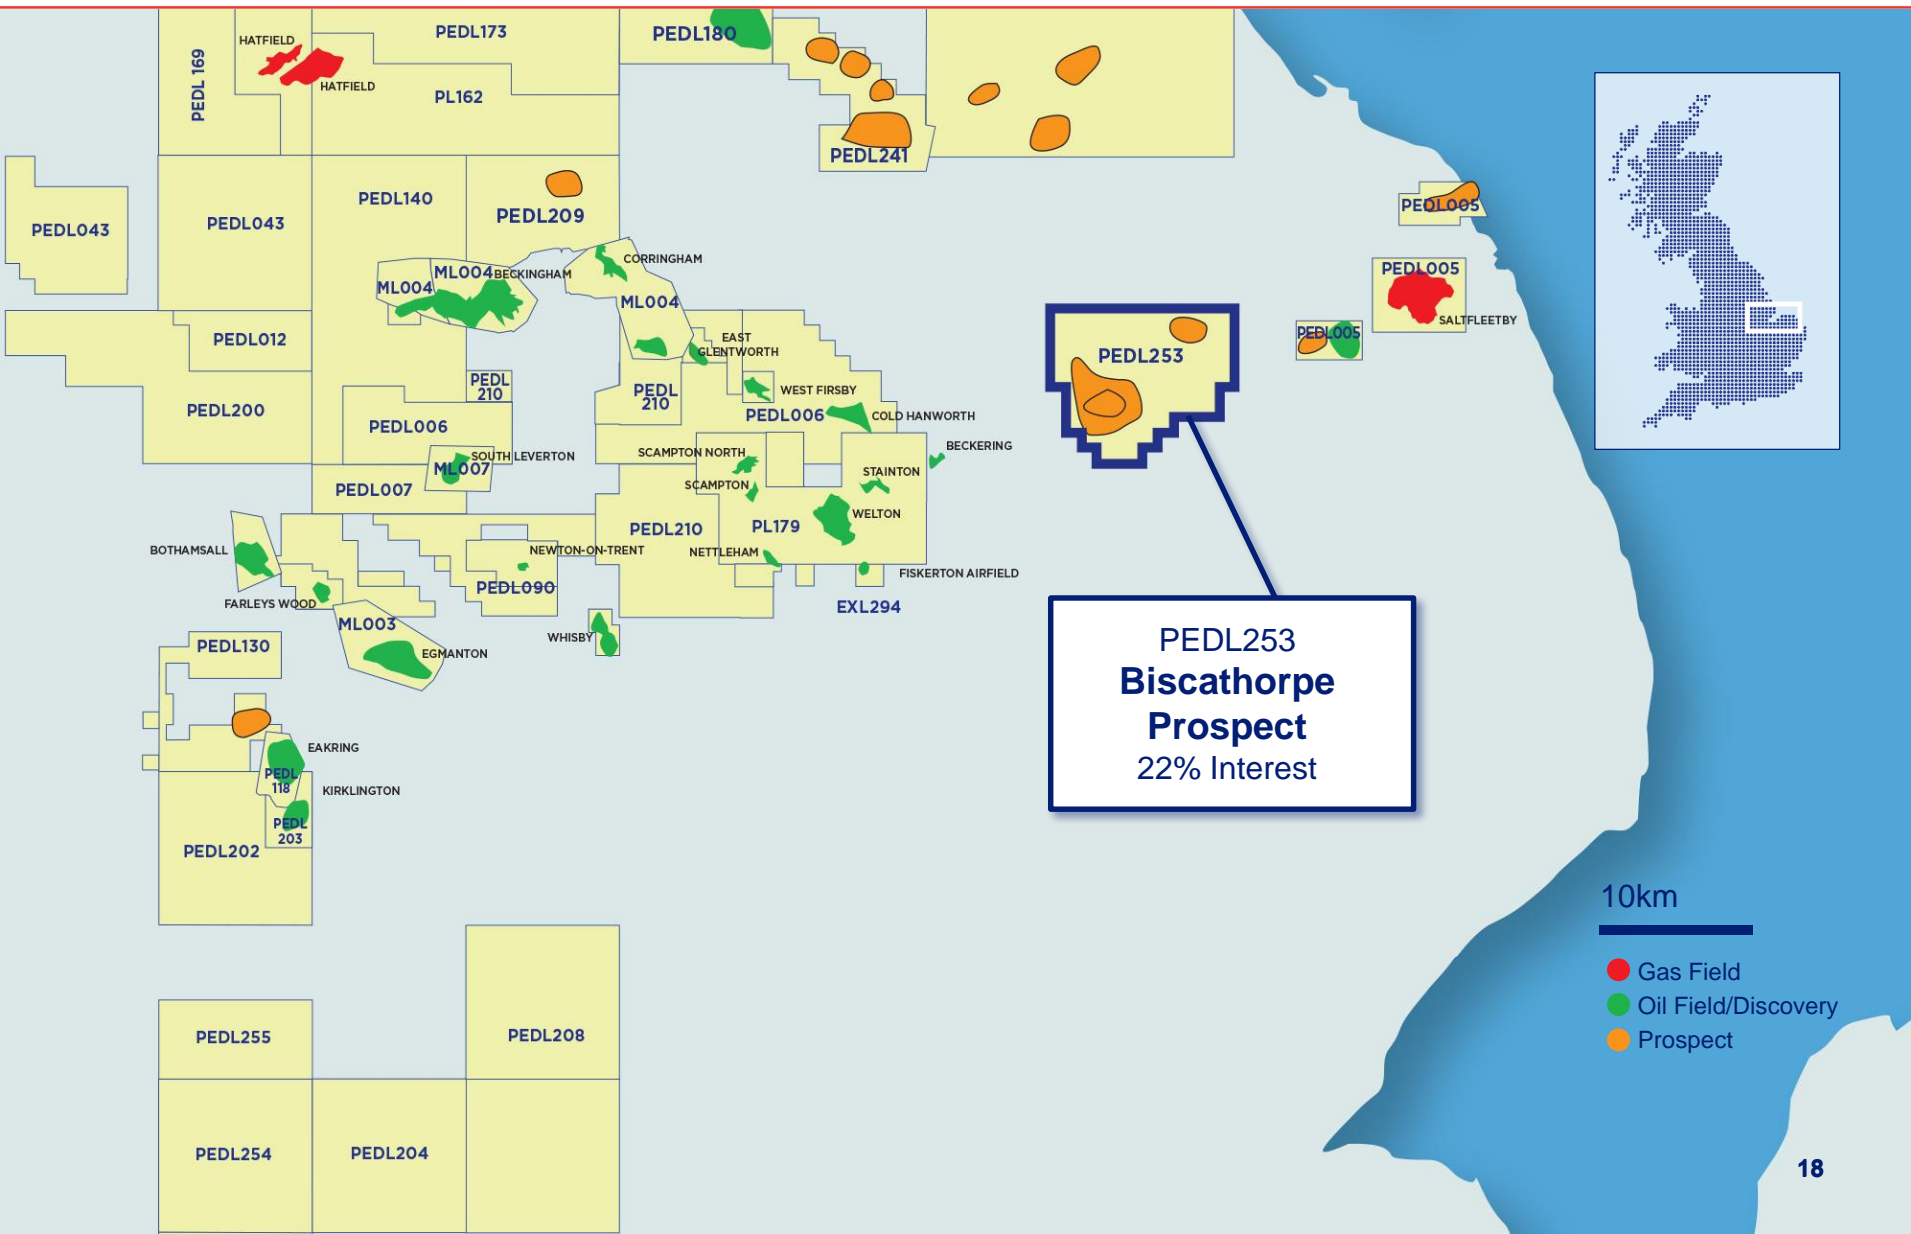 HATFIELD
PEDL 169
HATFIELD
PEDL173
PL162
PEDL180
PEDL241
PEDL043
PEDL043
PEDL140
PEDL209
PEDL005
PEDL005
SALTFLEETBY
PEDL005
CORRINGHAM
ML004
BECKINGHAM
ML004
ML004
PEDL012
EAST
GLENTWORTH
PEDL253
PEDL200
PEDL
210
PEDL
210
WEST FIRSBY
PEDL006
COLD HANWORTH
PEDL006
SOUTH LEVERTON
ML007
PEDL007
SCAMPTON NORTH
SCAMPTON
BECKERING
STAINTON
WELTON
PEDL210
PL179
NETTLEHAM
FISKERTON AIRFIELD
EXL294
BOTHAMSALL
NEWTON-ON-TRENT
PEDL090
FARLEYS WOOD
ML003
EGMANTON
WHISBY
PEDL130
EAKRING
PEDL
118
KIRKLINGTON
PEDL
203
PEDL202
PEDL253
Biscathorpe
Prospect
22% Interest
10km
Gas Field
Oil Field/Discovery
Prospect
PEDL255
PEDL208
PEDL254
PEDL204
18